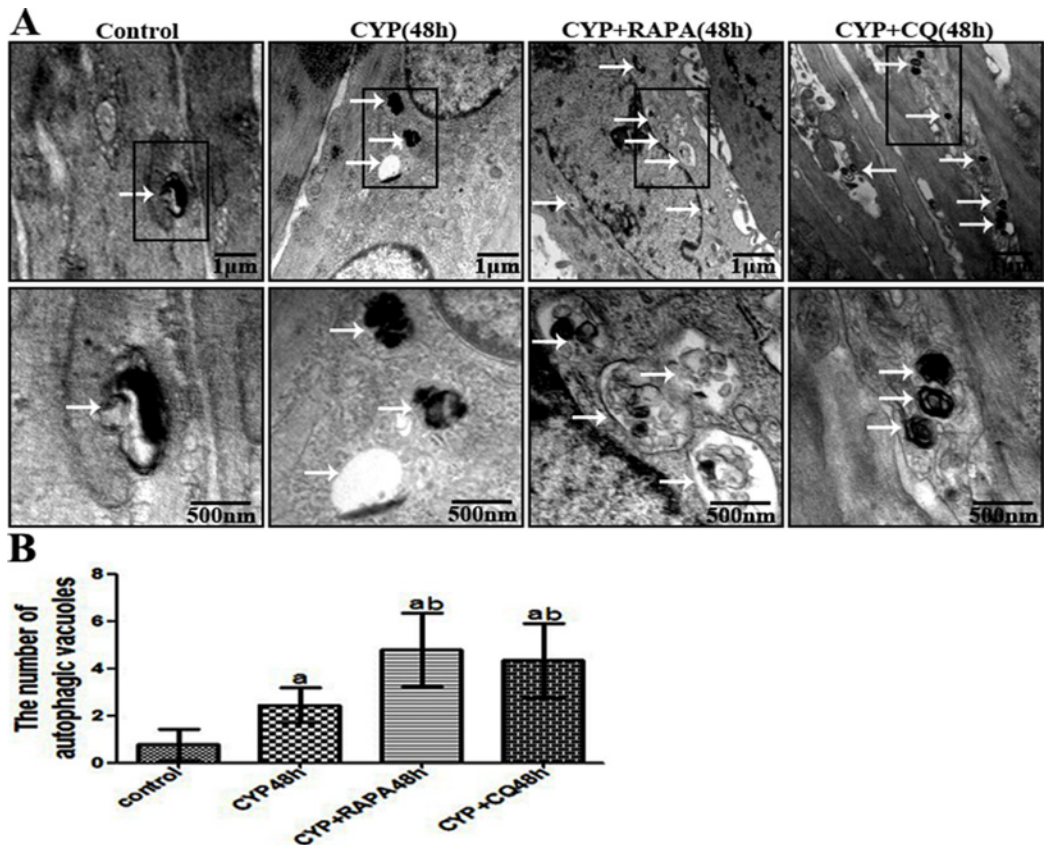 A
Control CYP(48h) CYP+RAPA(48h) CYP+CQ(48h)
1μm 1μm 1μm 1μm
500nm 500nm 500nm 500nm
B
The number of
autophagic vacuoles
8
6
4
2
0
a
ab
ab
control
CYP48h
CYP+RAPA48h
CYP+CQ48h